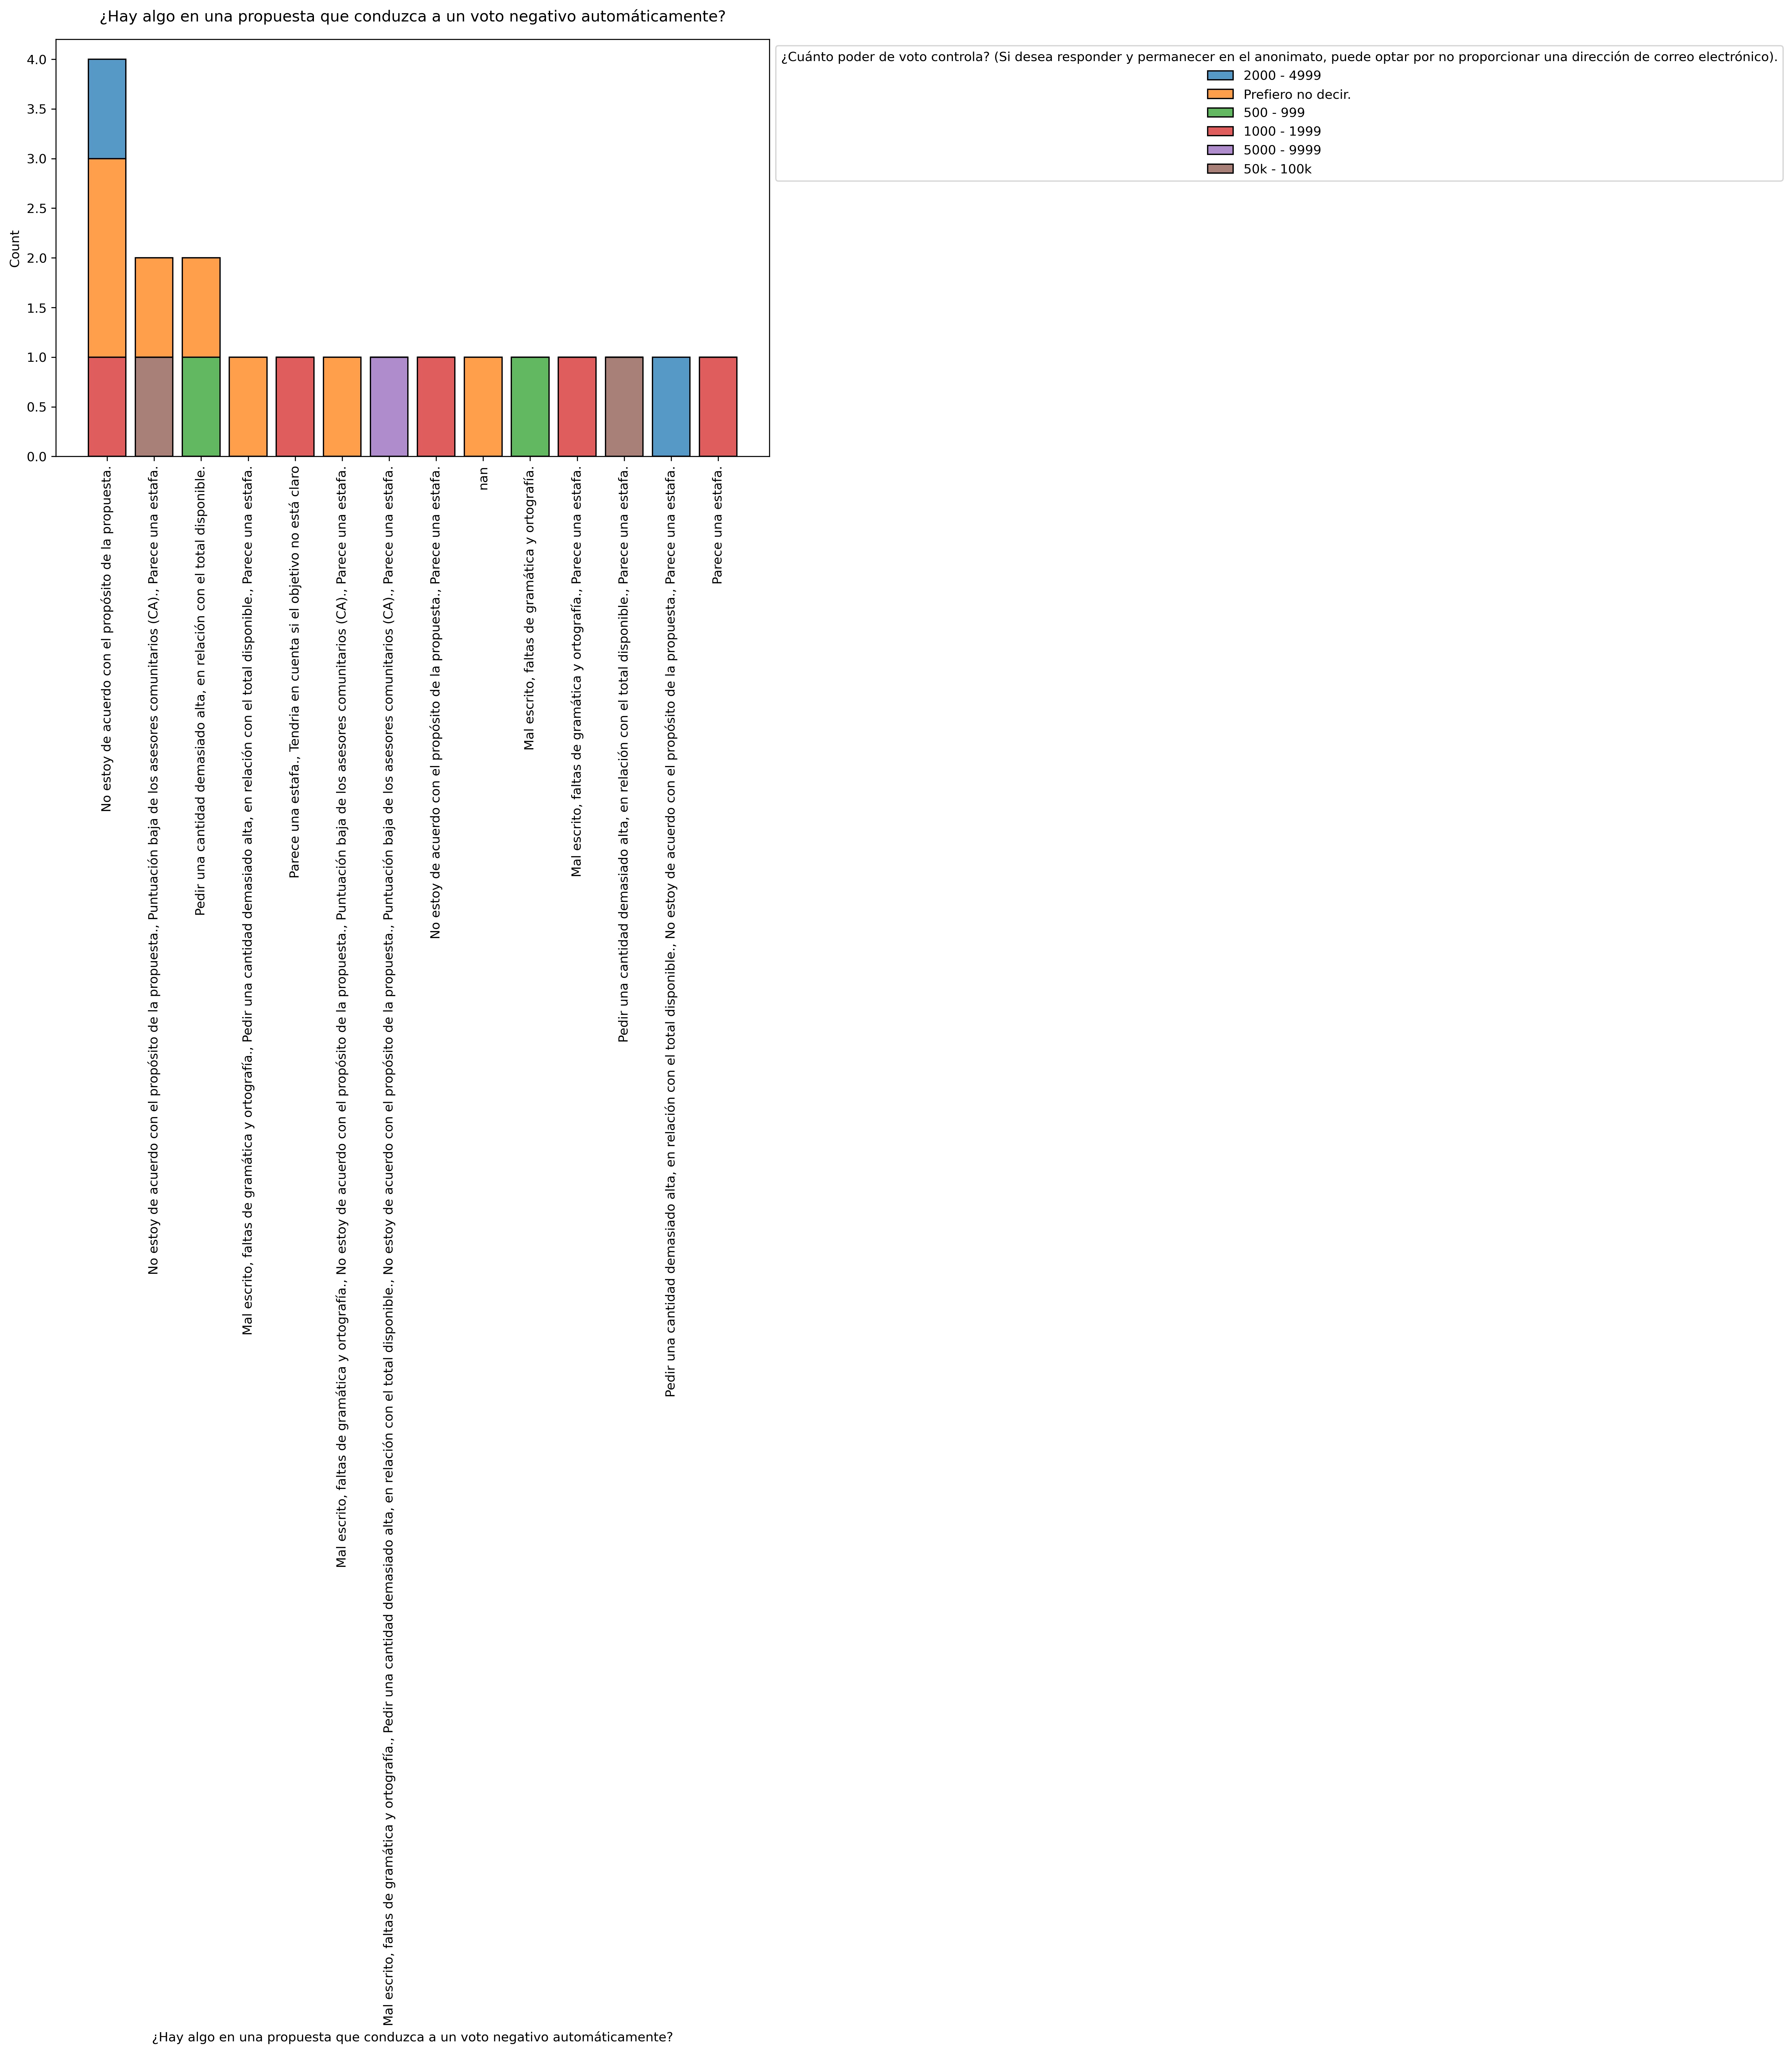 ¿Hay algo en una propuesta que conduzca a un voto negativo automáticamente?
¿Cuánto poder de voto controla? (Si desea responder y permanecer en el anonimato, puede optar por no proporcionar una dirección de correo electrónico).
2000 - 4999
Prefiero no decir.
500 - 999
1000 - 1999
5000 - 9999
50k - 100k
Count
4.0
3.5
3.0
2.5
2.0
1.5
1.0
0.5
0.0
No estoy de acuerdo con el propósito de la propuesta.
No estoy de acuerdo con el propósito de la propuesta., Puntuación baja de los asesores comunitarios (CA)., Parece una estafa.
Pedir una cantidad demasiado alta, en relación con el total disponible.
Mal escrito, faltas de gramática y ortografía., Pedir una cantidad demasiado alta, en relación con el total disponible., Parece una estafa.
Parece una estafa., Tendria en cuenta si el objetivo no está claro
Mal escrito, faltas de gramática y ortografía., No estoy de acuerdo con el propósito de la propuesta., Puntuación baja de los asesores comunitarios (CA)., Parece una estafa.
Mal escrito, faltas de gramática y ortografía., Pedir una cantidad demasiado alta, en relación con el total disponible., No estoy de acuerdo con el propósito de la propuesta., Puntuación baja de los asesores comunitarios (CA)., Parece una estafa.
No estoy de acuerdo con el propósito de la propuesta., Parece una estafa.
nan
Mal escrito, faltas de gramática y ortografía.
Mal escrito, faltas de gramática y ortografía., Parece una estafa.
Pedir una cantidad demasiado alta, en relación con el total disponible., Parece una estafa.
Pedir una cantidad demasiado alta, en relación con el total disponible., No estoy de acuerdo con el propósito de la propuesta., Parece una estafa.
Parece una estafa.
¿Hay algo en una propuesta que conduzca a un voto negativo automáticamente?